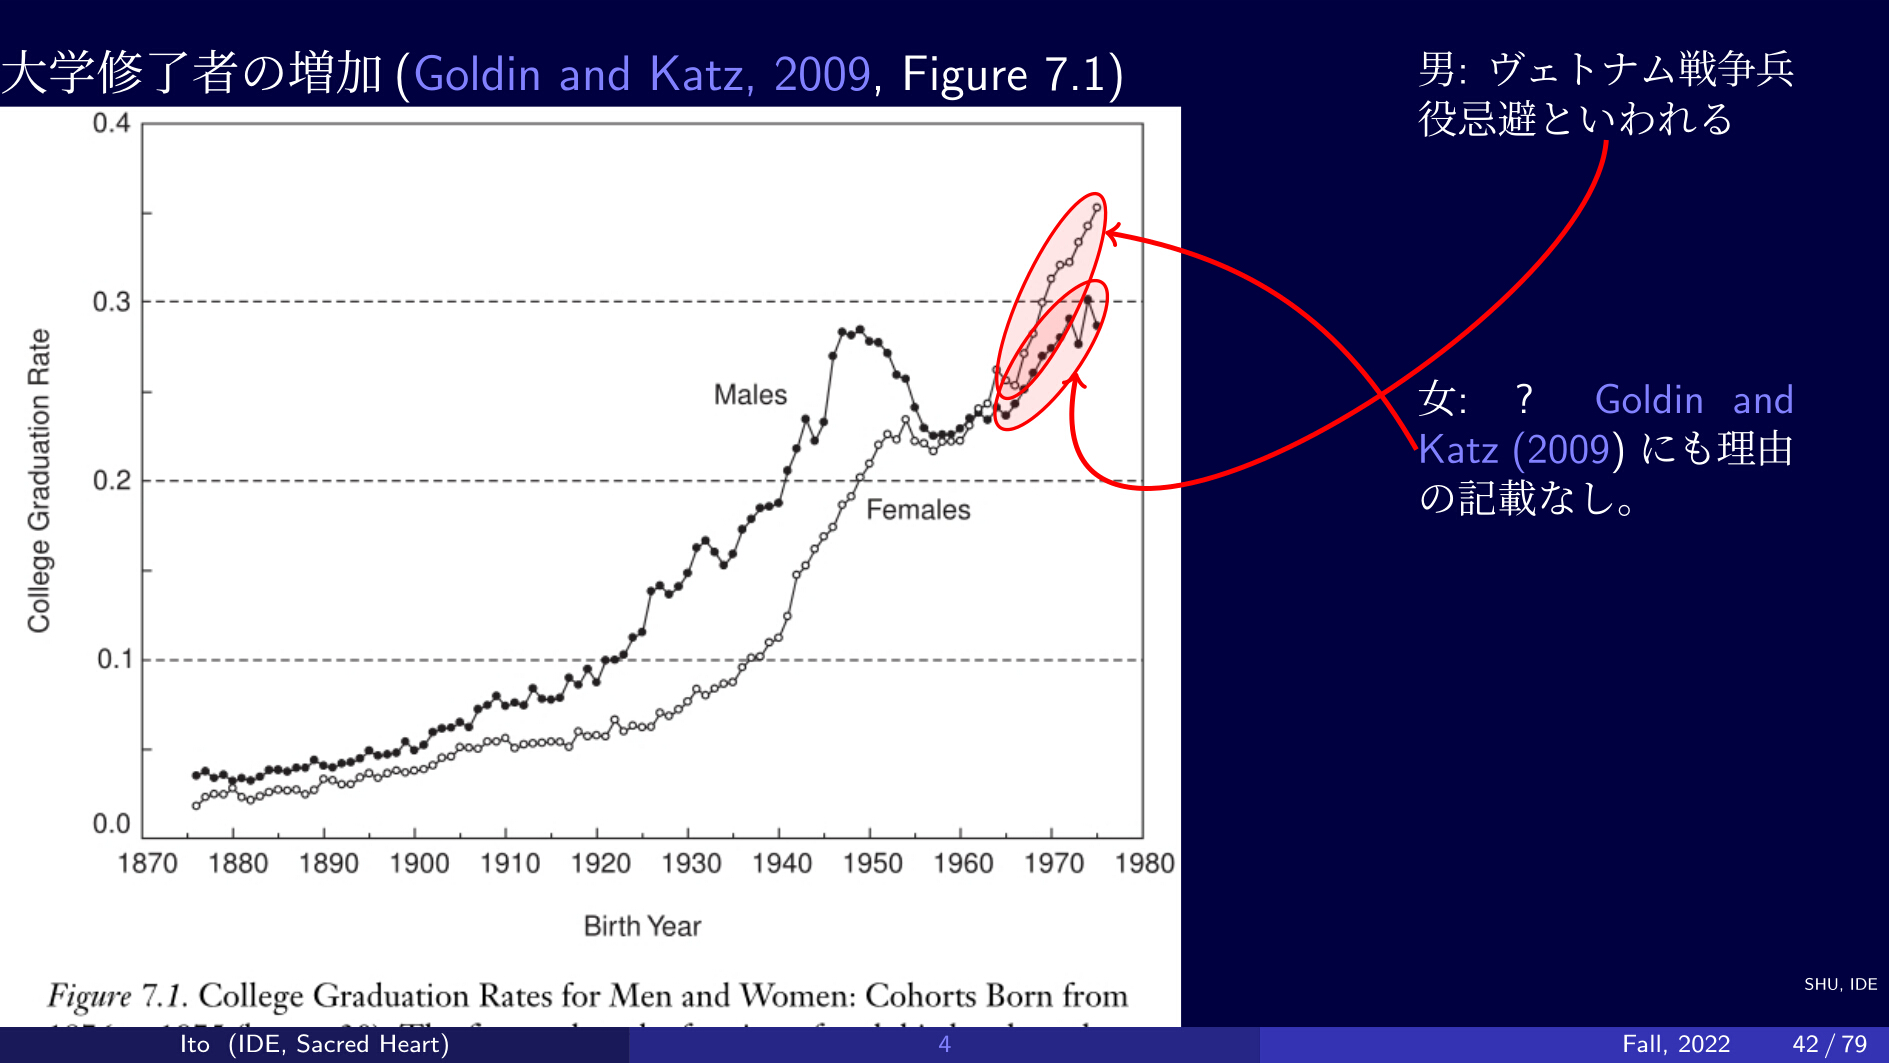 大学修了者の増加 (Goldin and Katz, 2009, Figure 7.1)
男: ヴェトナム戦争兵
役忌避といわれる
女: ? Goldin and
Katz (2009) にも理由
の記載なし。
0.4
0.3
0.2
0.1
0.0
College Graduation Rate
Males
Females
1870 1880 1890 1900 1910 1920 1930 1940 1950 1960 1970 1980
Birth Year
Figure 7.1. College Graduation Rates for Men and Women: Cohorts Born from
SHU, IDE
Ito (IDE, Sacred Heart)
4
Fall, 2022
42 / 79